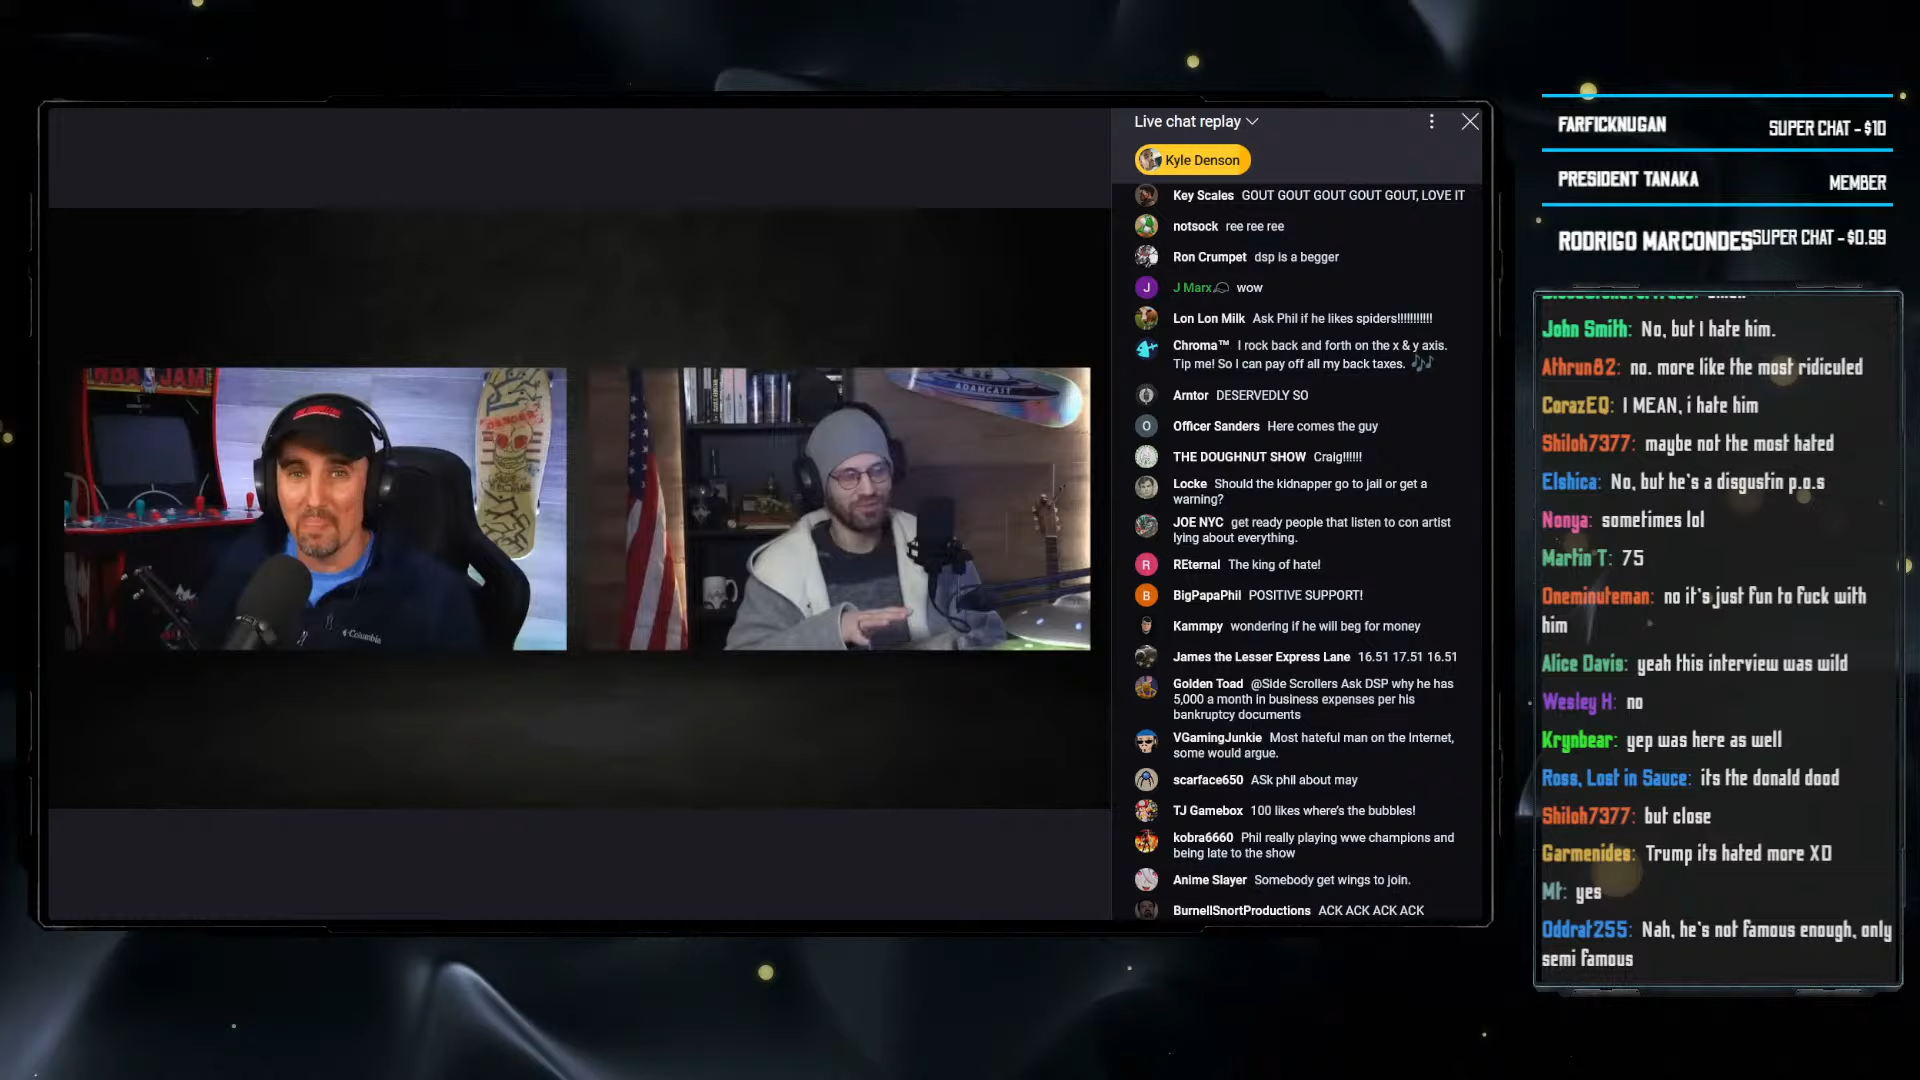 NBA JAM
DANGER
Columbia
ADAMCAST
Live chat replay
Kyle Denson
Key Scales GOUT GOUT GOUT GOUT GOUT, LOVE IT
notsock ree ree ree
Ron Crumpet dsp is a begger
J J Marx wow
Lon Lon Milk Ask Phil if he likes spiders!!!!!!!!!!!
Chroma™ I rock back and forth on the x & y axis.
Tip me! So I can pay off all my back taxes. 🎶
Arntor DESERVEDLY SO
O Officer Sanders Here comes the guy
THE DOUGHNUT SHOW Craig!!!!!!
Locke Should the kidnapper go to jail or get a
warning?
JOE NYC get ready people that listen to con artist
lying about everything.
R REternal The king of hate!
B BigPapaPhil POSITIVE SUPPORT!
Kammpy wondering if he will beg for money
James the Lesser Express Lane 16.51 17.51 16.51
Golden Toad @Side Scrollers Ask DSP why he has
5,000 a month in business expenses per his
bankruptcy documents
VGamingJunkie Most hateful man on the Internet,
some would argue.
scarface650 ASk phil about may
TJ Gamebox 100 likes where's the bubbles!
kobra6660 Phil really playing wwe champions and
being late to the show
Anime Slayer Somebody get wings to join.
BurnellSnortProductions ACK ACK ACK ACK
FARFICKNUGAN SUPER CHAT - $10
PRESIDENT TANAKA MEMBER
RODRIGO MARCONDES SUPER CHAT - $0.99
John Smith: No, but I hate him.
Athrun82: no. more like the most ridiculed
CorazEQ: I MEAN, i hate him
Shiloh7377: maybe not the most hated
Elshica: No, but he's a disgustin p.o.s
Nonya: sometimes lol
Martin T: 75
Oneminuteman: no it's just fun to fuck with
him
Alice Davis: yeah this interview was wild
Wesley H: no
Krynbear: yep was here as well
Ross, Lost in Sauce: its the donald dood
Shiloh7377: but close
Garmenides: Trump its hated more XD
Mt: yes
Oddrat255: Nah, he's not famous enough, only
semi famous